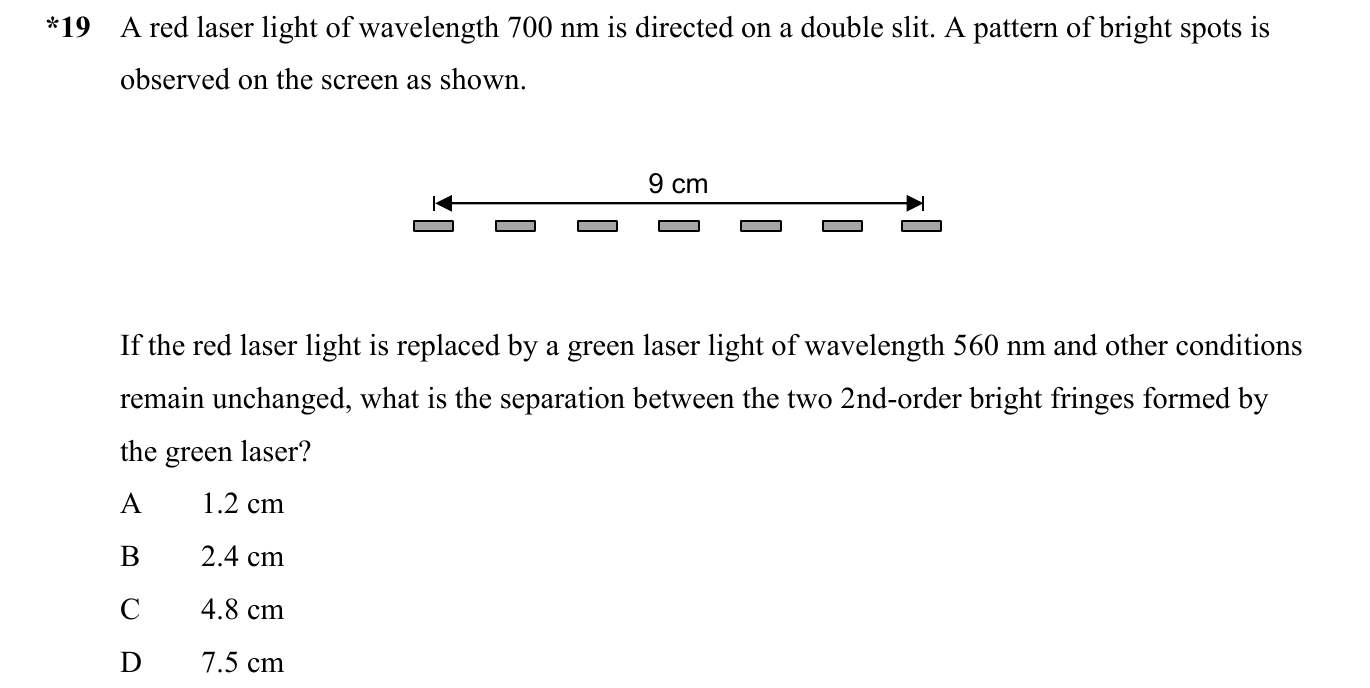 *19 A red laser light of wavelength 700 nm is directed on a double slit. A pattern of bright spots is
observed on the screen as shown.
9 cm
If the red laser light is replaced by a green laser light of wavelength 560 nm and other conditions
remain unchanged, what is the separation between the two 2nd-order bright fringes formed by
the green laser?
A 1.2 cm
B 2.4 cm
C 4.8 cm
D 7.5 cm